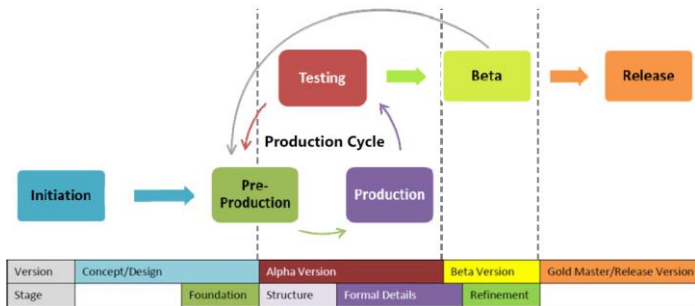 Testing
Beta
Release
Production Cycle
Initiation
Pre-
Production
Production
Version Concept/Design Alpha Version Beta Version Gold Master/Release Version
Stage Foundation Structure Formal Details Refinement